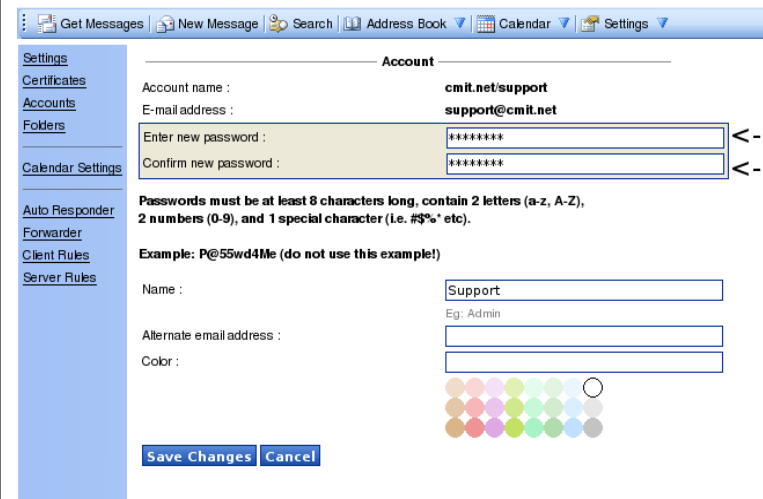 Get Messages New Message Search Address Book Calendar Settings
Settings
Certificates
Accounts
Folders
Calendar Settings
Auto Responder
Forwarder
Client Rules
Server Rules
Account
Account name : cmit.net/support
E-mail address : support@cmit.net
Enter new password : ******** <-
Confirm new password : ******** <-
Passwords must be at least 8 characters long, contain 2 letters (a-z, A-Z),
2 numbers (0-9), and 1 special character (i.e. #$%* etc).
Example: P@55wd4Me (do not use this example!)
Name : Support
Eg: Admin
Alternate email address :
Color :
Save Changes Cancel